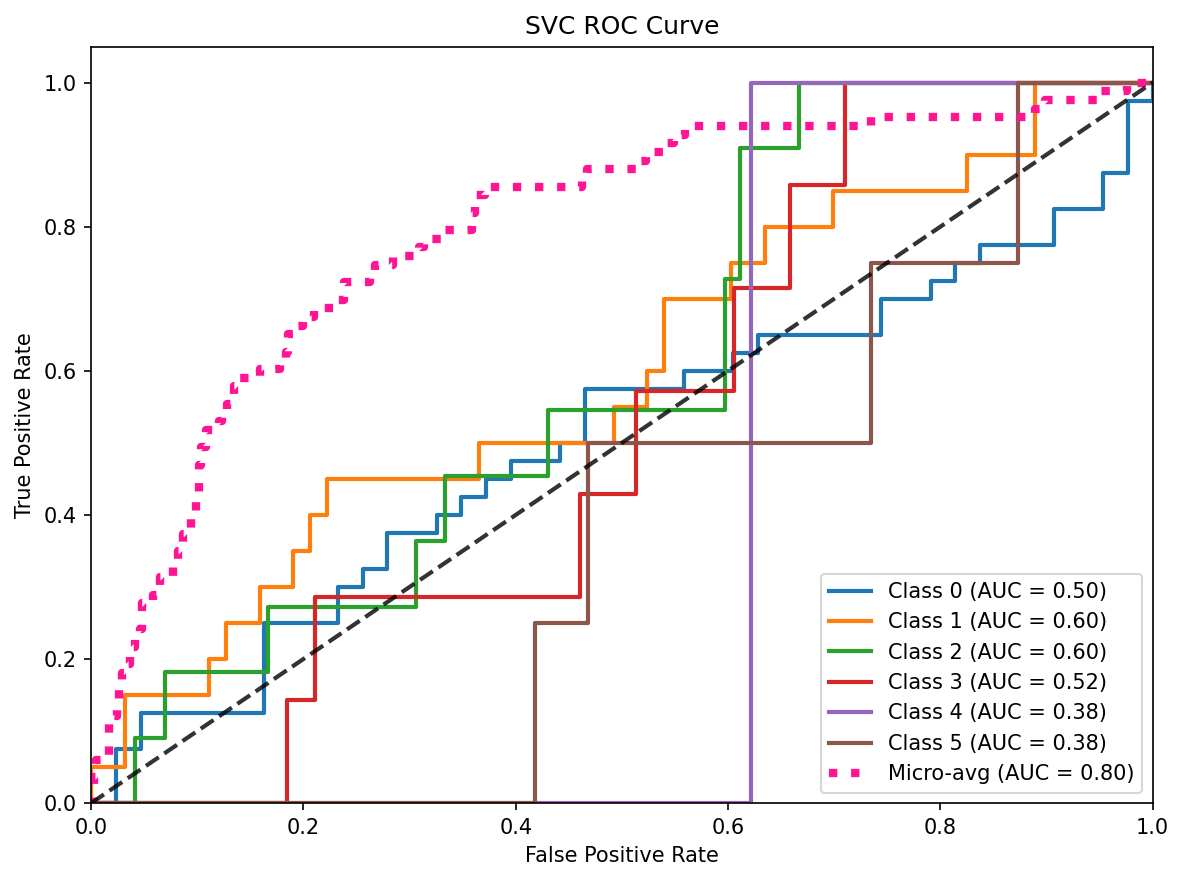 SVC ROC Curve
True Positive Rate
1.0
0.8
0.6
0.4
0.2
0.0
0.0 0.2 0.4 0.6 0.8 1.0
False Positive Rate
Class 0 (AUC = 0.50)
Class 1 (AUC = 0.60)
Class 2 (AUC = 0.60)
Class 3 (AUC = 0.52)
Class 4 (AUC = 0.38)
Class 5 (AUC = 0.38)
Micro-avg (AUC = 0.80)